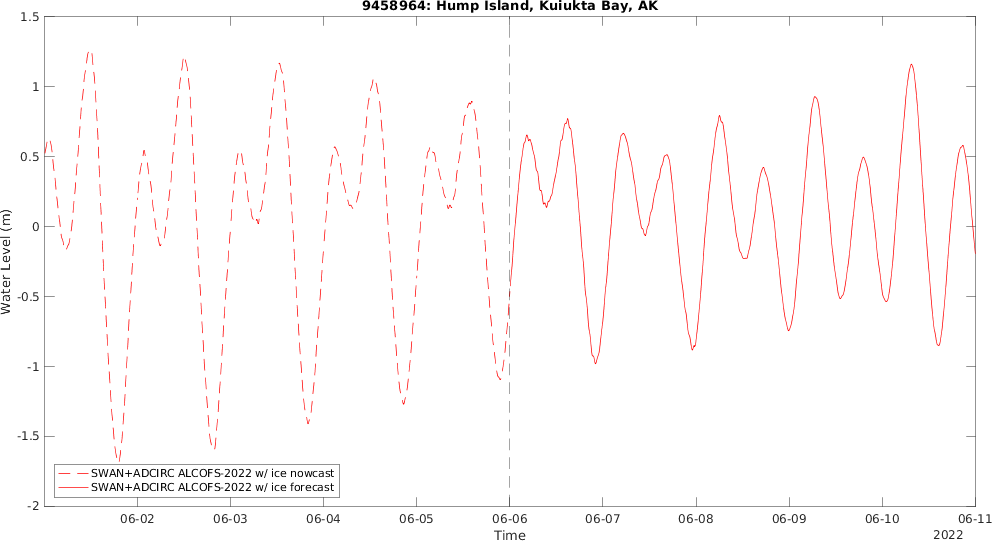 9458964: Hump Island, Kuiukta Bay, AK
1.5
1
0.5
0
-0.5
-1
-1.5
-2
Water Level (m)
SWAN+ADCIRC ALCOFS-2022 w/ ice nowcast
SWAN+ADCIRC ALCOFS-2022 w/ ice forecast
06-02 06-03 06-04 06-05 06-06 06-07 06-08 06-09 06-10 06-11
Time
2022